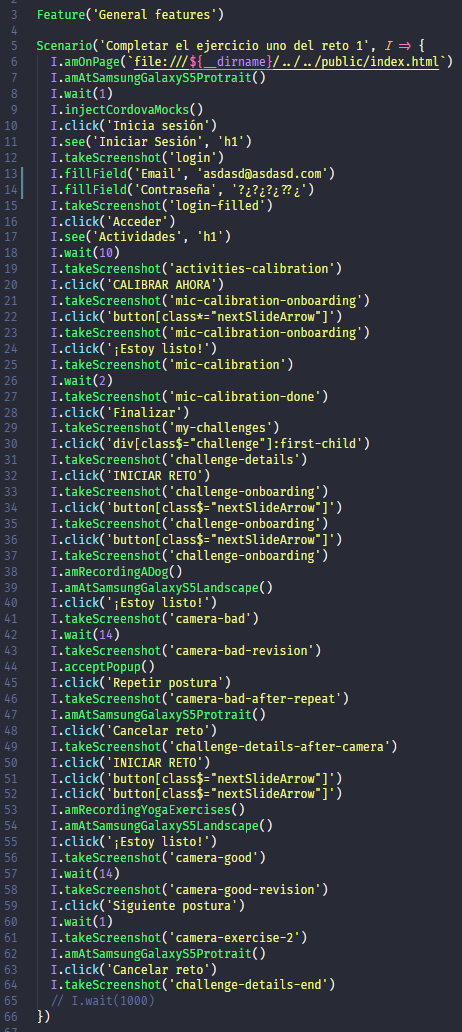 3 Feature('General features')
4
5 Scenario('Completar el ejercicio uno del reto 1', I => {
6 I.amOnPage(`file:///${__dirname}/../../public/index.html`)
7 I.amAtSamsungGalaxyS5Protrait()
8 I.wait(1)
9 I.injectCordovaMocks()
10 I.click('Inicia sesión')
11 I.see('Iniciar Sesión', 'h1')
12 I.takeScreenshot('login')
13 I.fillField('Email', 'asdasd@asdasd.com')
14 I.fillField('Contraseña', '?¿?¿?¿??¿')
15 I.takeScreenshot('login-filled')
16 I.click('Acceder')
17 I.see('Actividades', 'h1')
18 I.wait(10)
19 I.takeScreenshot('activities-calibration')
20 I.click('CALIBRAR AHORA')
21 I.takeScreenshot('mic-calibration-onboarding')
22 I.click('button[class*="nextSlideArrow"]')
23 I.takeScreenshot('mic-calibration-onboarding')
24 I.click('¡Estoy listo!')
25 I.takeScreenshot('mic-calibration')
26 I.wait(2)
27 I.takeScreenshot('mic-calibration-done')
28 I.click('Finalizar')
29 I.takeScreenshot('my-challenges')
30 I.click('div[class$="challenge"]:first-child')
31 I.takeScreenshot('challenge-details')
32 I.click('INICIAR RETO')
33 I.takeScreenshot('challenge-onboarding')
34 I.click('button[class$="nextSlideArrow"]')
35 I.takeScreenshot('challenge-onboarding')
36 I.click('button[class$="nextSlideArrow"]')
37 I.takeScreenshot('challenge-onboarding')
38 I.amRecordingADog()
39 I.amAtSamsungGalaxyS5Landscape()
40 I.click('¡Estoy listo!')
41 I.takeScreenshot('camera-bad')
42 I.wait(14)
43 I.takeScreenshot('camera-bad-revision')
44 I.acceptPopup()
45 I.click('Repetir postura')
46 I.takeScreenshot('camera-bad-after-repeat')
47 I.amAtSamsungGalaxyS5Protrait()
48 I.click('Cancelar reto')
49 I.takeScreenshot('challenge-details-after-camera')
50 I.click('INICIAR RETO')
51 I.click('button[class$="nextSlideArrow"]')
52 I.click('button[class$="nextSlideArrow"]')
53 I.amRecordingYogaExercises()
54 I.amAtSamsungGalaxyS5Landscape()
55 I.click('¡Estoy listo!')
56 I.takeScreenshot('camera-good')
57 I.wait(14)
58 I.takeScreenshot('camera-good-revision')
59 I.click('Siguiente postura')
60 I.wait(1)
61 I.takeScreenshot('camera-exercise-2')
62 I.amAtSamsungGalaxyS5Protrait()
63 I.click('Cancelar reto')
64 I.takeScreenshot('challenge-details-end')
65 // I.wait(1000)
66 })